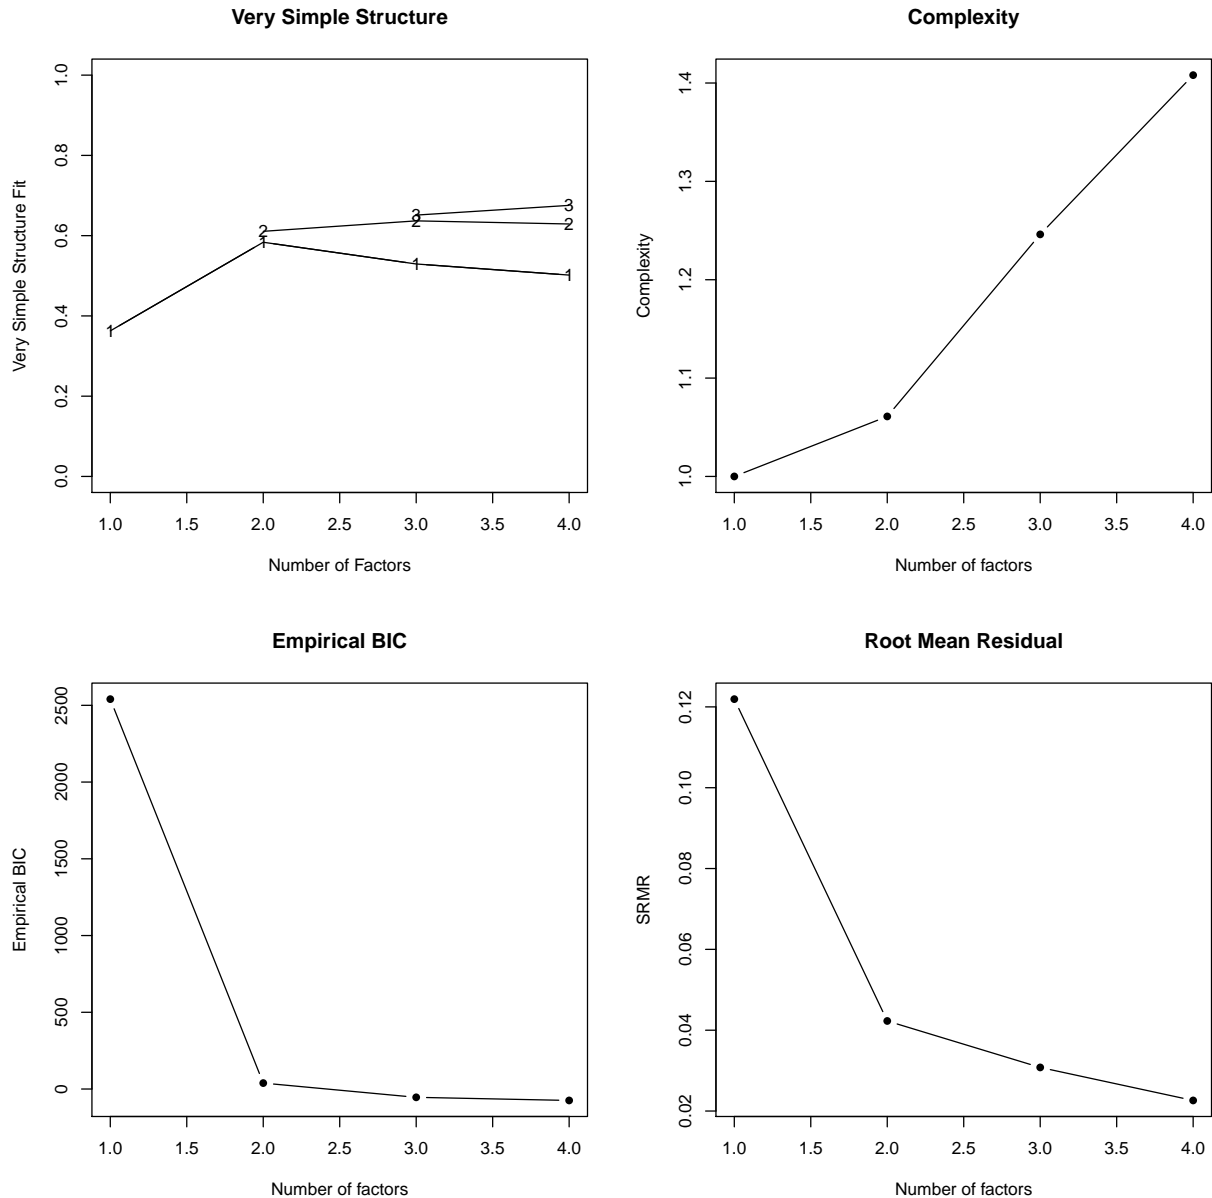 Very Simple Structure
Very Simple Structure Fit
1.0
0.8
0.6
0.4
0.2
0.0
1
1
1
1
2
2
2
3
3
1.0 1.5 2.0 2.5 3.0 3.5 4.0
Number of Factors
Complexity
Complexity
1.4
1.3
1.2
1.1
1.0
1.0 1.5 2.0 2.5 3.0 3.5 4.0
Number of factors
Empirical BIC
Empirical BIC
2500
2000
1500
1000
500
0
1.0 1.5 2.0 2.5 3.0 3.5 4.0
Number of factors
Root Mean Residual
SRMR
0.12
0.10
0.08
0.06
0.04
0.02
1.0 1.5 2.0 2.5 3.0 3.5 4.0
Number of factors